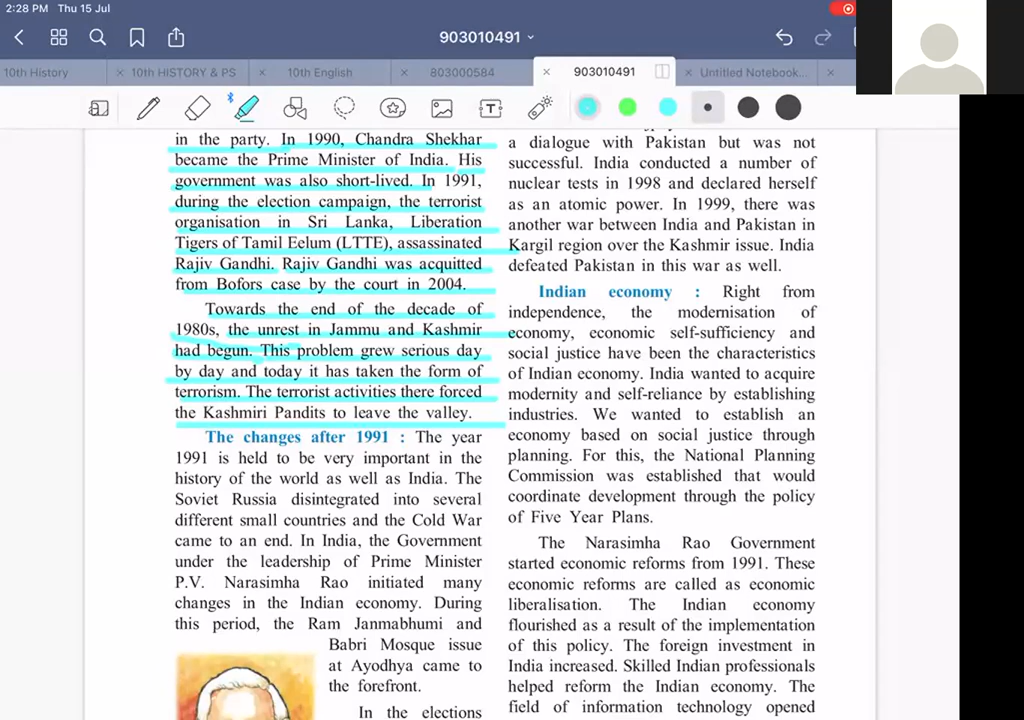 2:28 PM Thu 15 Jul
903010491
10th History
10th HISTORY & PS
10th English
803000584
903010491
Untitled Notebook...
in the party. In 1990, Chandra Shekhar
became the Prime Minister of India. His
government was also short-lived. In 1991,
during the election campaign, the terrorist
organisation in Sri Lanka, Liberation
Tigers of Tamil Eelum (LTTE), assassinated
Rajiv Gandhi. Rajiv Gandhi was acquitted
from Bofors case by the court in 2004.
Towards the end of the decade of
1980s, the unrest in Jammu and Kashmir
had begun. This problem grew serious day
by day and today it has taken the form of
terrorism. The terrorist activities there forced
the Kashmiri Pandits to leave the valley.
The changes after 1991 : The year
1991 is held to be very important in the
history of the world as well as India. The
Soviet Russia disintegrated into several
different small countries and the Cold War
came to an end. In India, the Government
under the leadership of Prime Minister
P.V. Narasimha Rao initiated many
changes in the Indian economy. During
this period, the Ram Janmabhumi and
Babri Mosque issue
at Ayodhya came to
the forefront.
In the elections
a dialogue with Pakistan but was not
successful. India conducted a number of
nuclear tests in 1998 and declared herself
as an atomic power. In 1999, there was
another war between India and Pakistan in
Kargil region over the Kashmir issue. India
defeated Pakistan in this war as well.
Indian economy : Right from
independence, the modernisation of
economy, economic self-sufficiency and
social justice have been the characteristics
of Indian economy. India wanted to acquire
modernity and self-reliance by establishing
industries. We wanted to establish an
economy based on social justice through
planning. For this, the National Planning
Commission was established that would
coordinate development through the policy
of Five Year Plans.
The Narasimha Rao Government
started economic reforms from 1991. These
economic reforms are called as economic
liberalisation. The Indian economy
flourished as a result of the implementation
of this policy. The foreign investment in
India increased. Skilled Indian professionals
helped reform the Indian economy. The
field of information technology opened